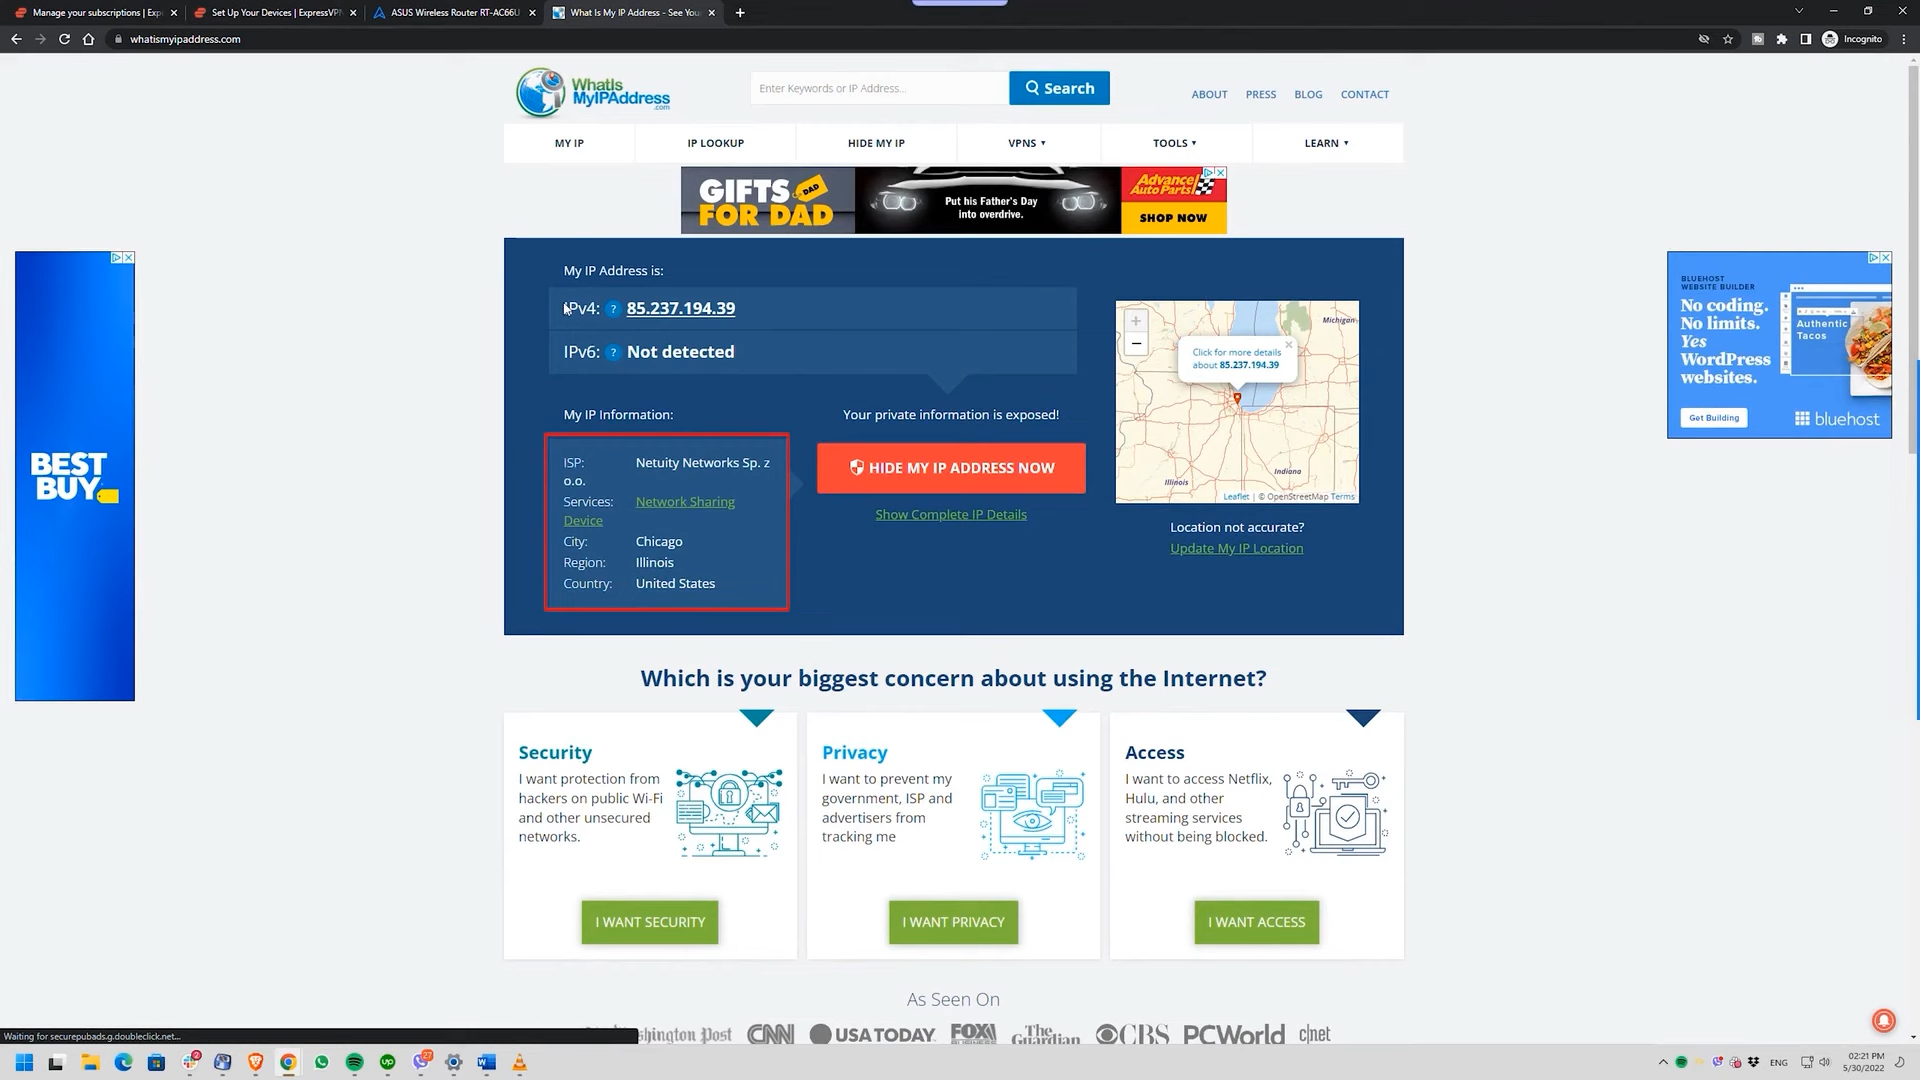 Manage your subscriptions | Exp
Set Up Your Devices | ExpressVPN
ASUS Wireless Router RT-AC66U
What Is My IP Address - See You
whatismyipaddress.com
Incognito
WhatIs
MyIPAddress
.com
Enter Keywords or IP Address...
Search
ABOUT
PRESS
BLOG
CONTACT
MY IP
IP LOOKUP
HIDE MY IP
VPNS
TOOLS
LEARN
GIFTS
FOR DAD
DAD
Put his Father's Day
into overdrive.
Advance
Auto Parts
SHOP NOW
My IP Address is:
IPv4: ? 85.237.194.39
IPv6: ? Not detected
My IP Information:
ISP: Netuity Networks Sp. z
o.o.
Services: Network Sharing
Device
City: Chicago
Region: Illinois
Country: United States
Your private information is exposed!
HIDE MY IP ADDRESS NOW
Show Complete IP Details
+
−
Michigan
Click for more details
about 85.237.194.39
Indiana
Illinois
Leaflet | © OpenStreetMap Terms
Location not accurate?
Update My IP Location
BEST
BUY
BLUEHOST
WEBSITE BUILDER
No coding.
No limits.
Yes
WordPress
websites.
Authentic
Tacos
Get Building
bluehost
Which is your biggest concern about using the Internet?
Security
I want protection from
hackers on public Wi-Fi
and other unsecured
networks.
I WANT SECURITY
Privacy
I want to prevent my
government, ISP and
advertisers from
tracking me
I WANT PRIVACY
Access
I want to access Netflix,
Hulu, and other
streaming services
without being blocked.
I WANT ACCESS
As Seen On
Washington Post
CNN
USA TODAY
FOX
The
Guardian
CBS
PCWorld
c|net
Waiting for securepubads.g.doubleclick.net...
2
27
ENG
02:21 PM
5/30/2022